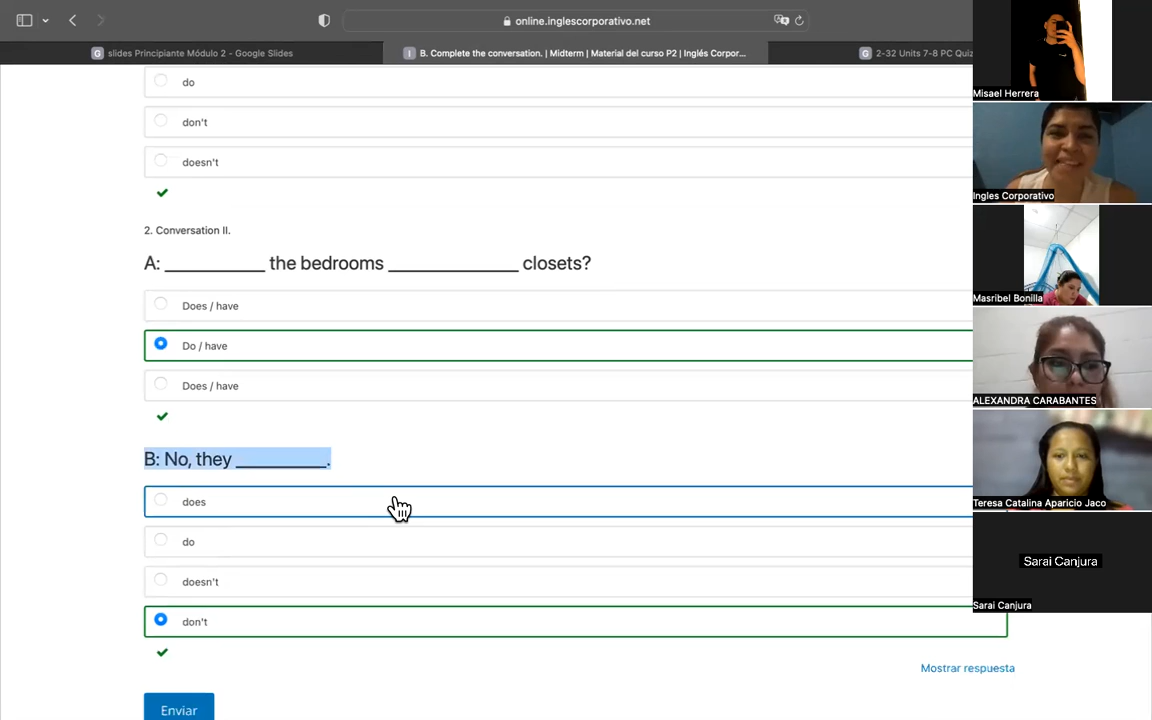 online.inglescorporativo.net
slides Principiante Módulo 2 - Google Slides
B. Complete the conversation. | Midterm | Material del curso P2 | Inglés Corpor...
2-32 Units 7-8 PC Quiz
do
don't
doesn't
2. Conversation II.
A: __________ the bedrooms _____________ closets?
Does / have
Do / have
Does / have
B: No, they _________.
does
do
doesn't
don't
Mostrar respuesta
Enviar
Misael Herrera
Ingles Corporativo
Masribel Bonilla
ALEXANDRA CARABANTES
Teresa Catalina Aparicio Jaco
Sarai Canjura
Sarai Canjura